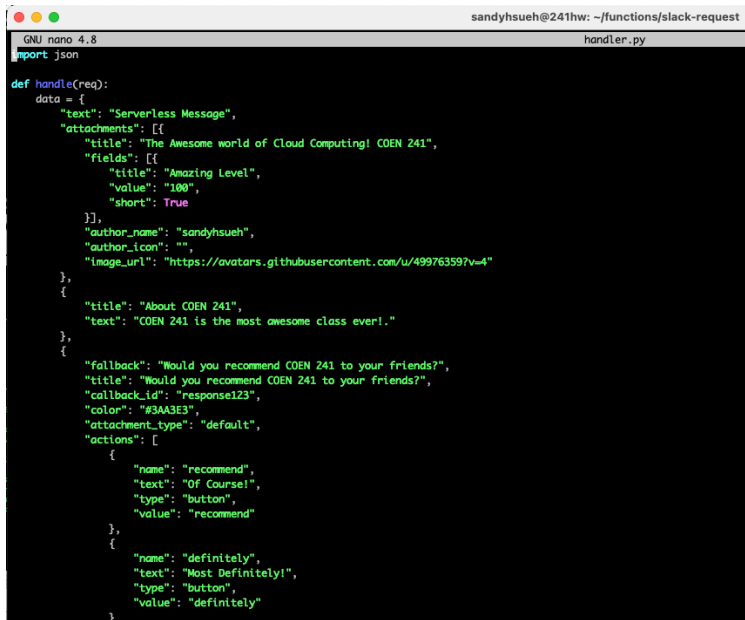 sandyhsueh@241hw: ~/functions/slack-request
GNU nano 4.8 handler.py
import json
def handle(req):
    data = {
        "text": "Serverless Message",
        "attachments": [{
            "title": "The Awesome world of Cloud Computing! COEN 241",
            "fields": [{
                "title": "Amazing Level",
                "value": "100",
                "short": True
            }],
            "author_name": "sandyhsueh",
            "author_icon": "",
            "image_url": "https://avatars.githubusercontent.com/u/49976359?v=4"
        },
        {
            "title": "About COEN 241",
            "text": "COEN 241 is the most awesome class ever!."
        },
        {
            "fallback": "Would you recommend COEN 241 to your friends?",
            "title": "Would you recommend COEN 241 to your friends?",
            "callback_id": "response123",
            "color": "#3AA3E3",
            "attachment_type": "default",
            "actions": [
                {
                    "name": "recommend",
                    "text": "Of Course!",
                    "type": "button",
                    "value": "recommend"
                },
                {
                    "name": "definitely",
                    "text": "Most Definitely!",
                    "type": "button",
                    "value": "definitely"
                }